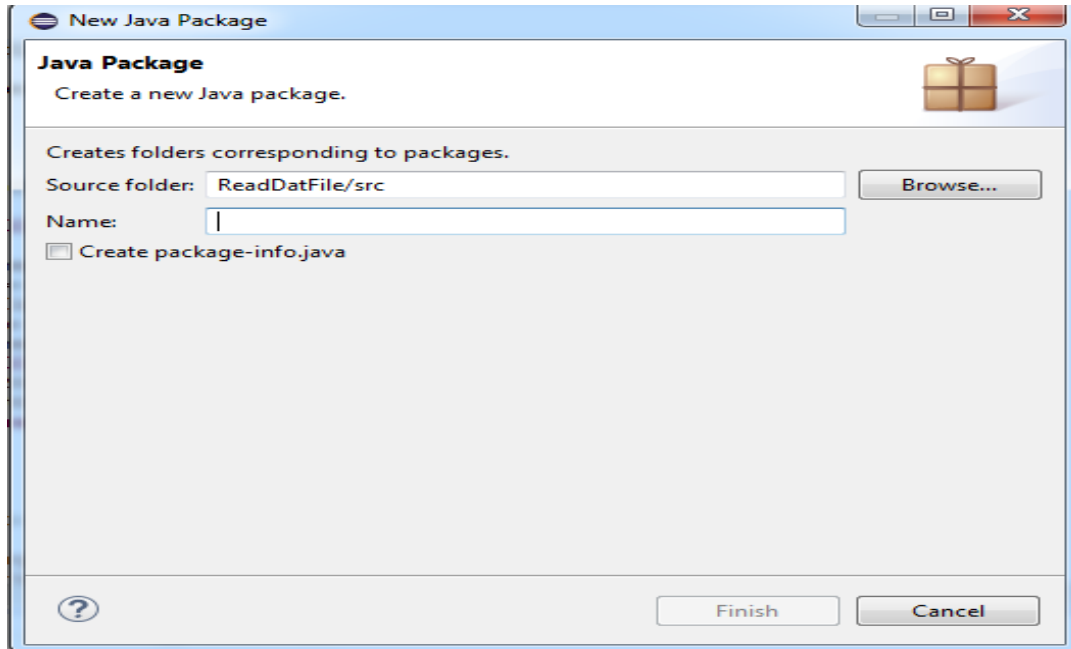 New Java Package
Java Package
Create a new Java package.
Creates folders corresponding to packages.
Source folder: ReadDatFile/src Browse...
Name:
Create package-info.java
? Finish Cancel